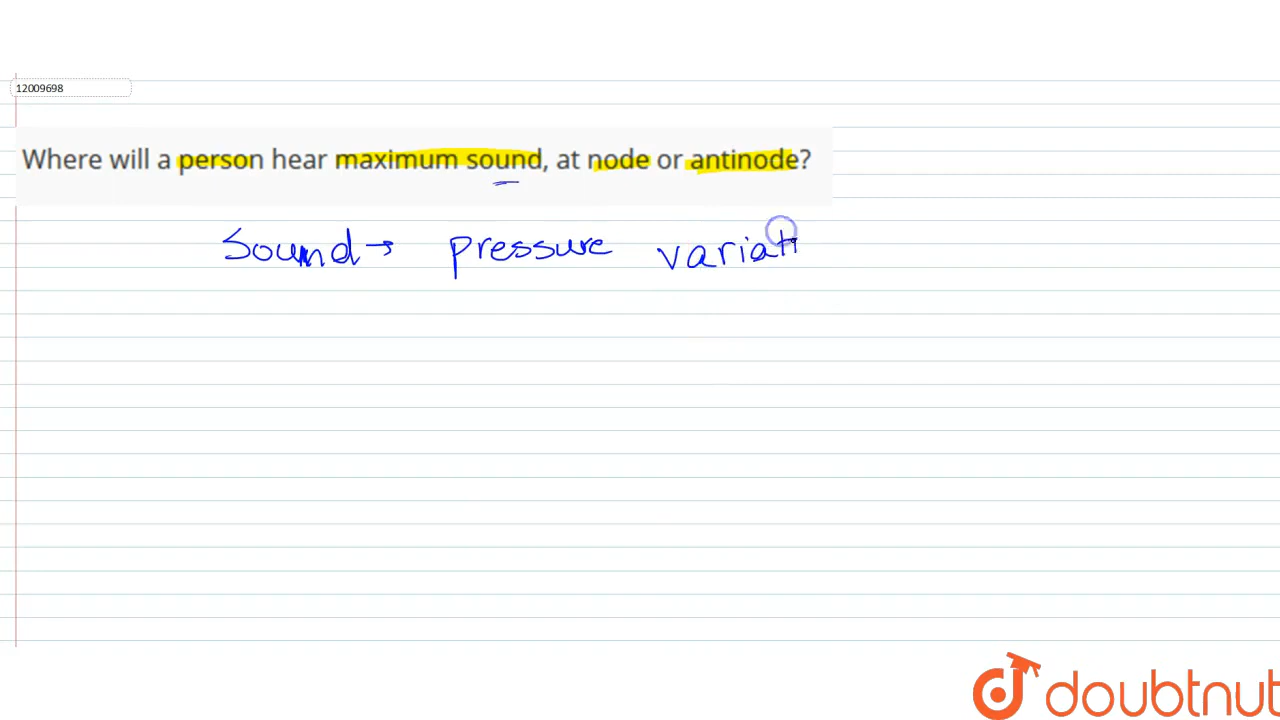 12009698
Where will a person hear maximum sound, at node or antinode?
Sound → pressure variati
doubtnut